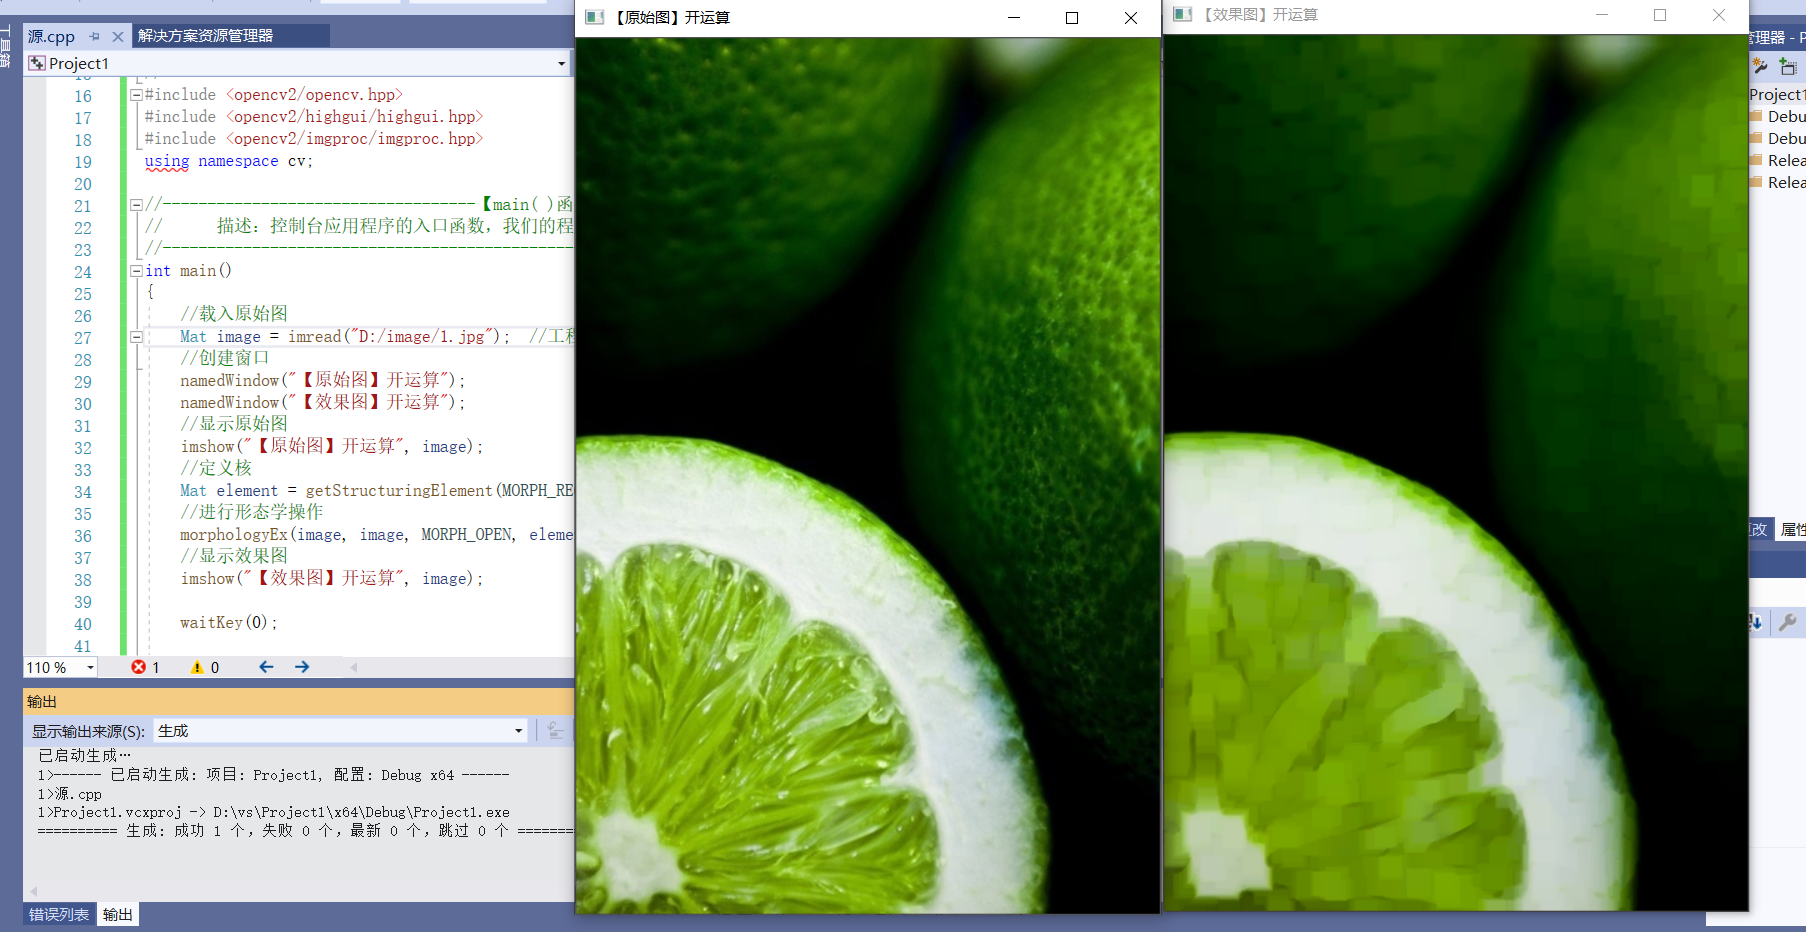 源.cpp
解决方案资源管理器
工具箱
Project1
16 #include <opencv2/opencv.hpp>
17 #include <opencv2/highgui/highgui.hpp>
18 #include <opencv2/imgproc/imgproc.hpp>
19 using namespace cv;
20
21 //-----------------------------------【main( )函
22 //      描述：控制台应用程序的入口函数，我们的程
23 //----------------------------------------------
24 int main()
25 {
26     //载入原始图
27     Mat image = imread("D:/image/1.jpg");  //工程
28     //创建窗口
29     namedWindow("【原始图】开运算");
30     namedWindow("【效果图】开运算");
31     //显示原始图
32     imshow("【原始图】开运算", image);
33     //定义核
34     Mat element = getStructuringElement(MORPH_RE
35     //进行形态学操作
36     morphologyEx(image, image, MORPH_OPEN, eleme
37     //显示效果图
38     imshow("【效果图】开运算", image);
39
40     waitKey(0);
41
110 %
1
0
输出
显示输出来源(S): 生成
已启动生成…
1>------ 已启动生成: 项目: Project1, 配置: Debug x64 ------
1>源.cpp
1>Project1.vcxproj -> D:\vs\Project1\x64\Debug\Project1.exe
========== 生成: 成功 1 个，失败 0 个，最新 0 个，跳过 0 个 ========
错误列表
输出
【原始图】开运算
【效果图】开运算
管理器 - P
Project1
Debu
Debu
Relea
Relea
更改
属性